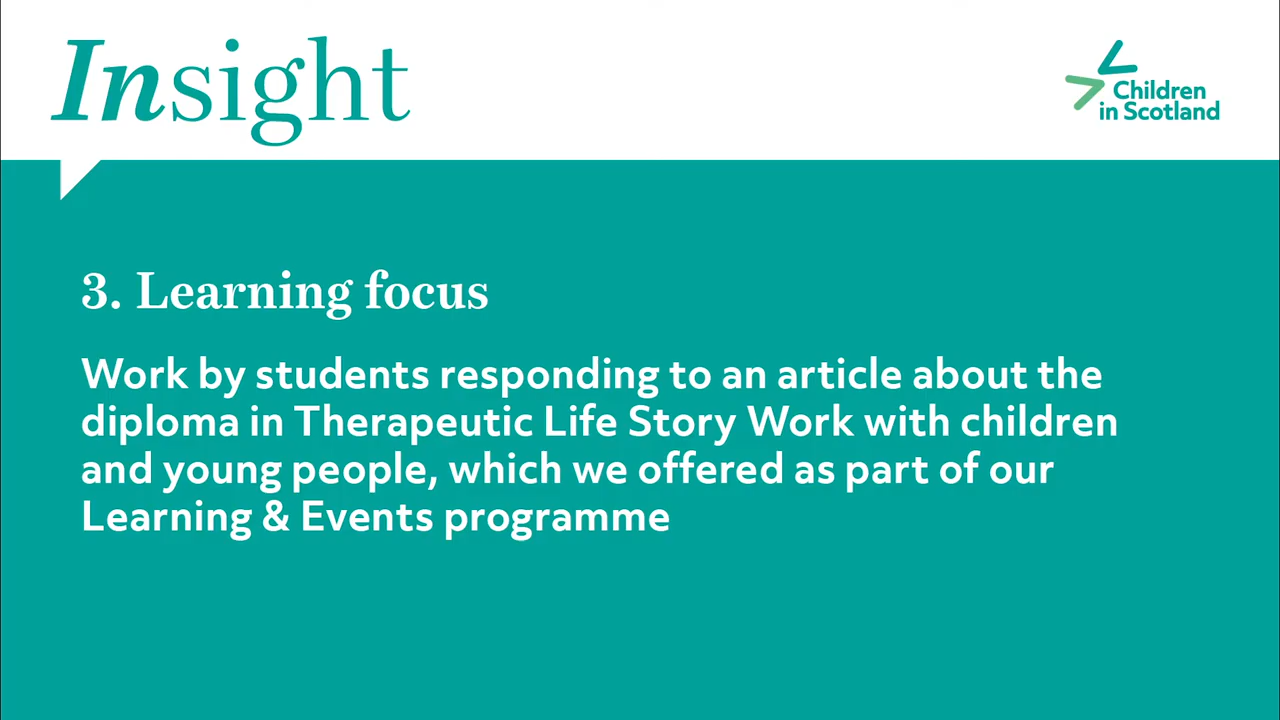 Insight
Children
in Scotland
3. Learning focus
Work by students responding to an article about the
diploma in Therapeutic Life Story Work with children
and young people, which we offered as part of our
Learning & Events programme